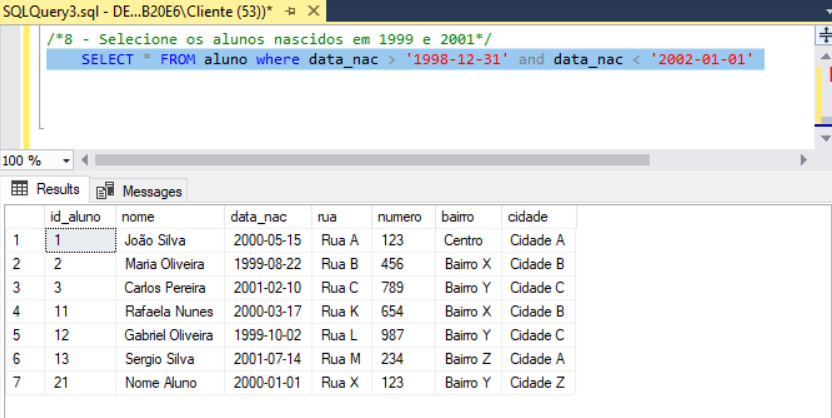 SQLQuery3.sql - DE...B20E6\Cliente (53))*
/*8 - Selecione os alunos nascidos em 1999 e 2001*/
SELECT * FROM aluno where data_nac > '1998-12-31' and data_nac < '2002-01-01'
100 %
Results Messages
id_aluno nome data_nac rua numero bairro cidade
1 1 João Silva 2000-05-15 Rua A 123 Centro Cidade A
2 2 Maria Oliveira 1999-08-22 Rua B 456 Bairro X Cidade B
3 3 Carlos Pereira 2001-02-10 Rua C 789 Bairro Y Cidade C
4 11 Rafaela Nunes 2000-03-17 Rua K 654 Bairro X Cidade B
5 12 Gabriel Oliveira 1999-10-02 Rua L 987 Bairro Y Cidade C
6 13 Sergio Silva 2001-07-14 Rua M 234 Bairro Z Cidade A
7 21 Nome Aluno 2000-01-01 Rua X 123 Bairro Y Cidade Z